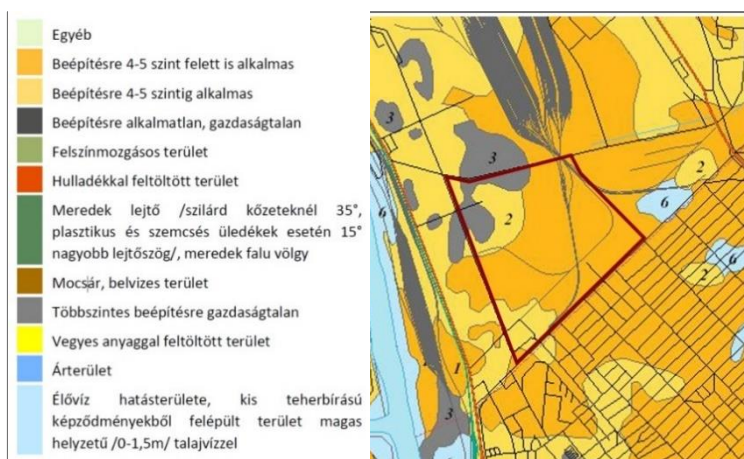 Egyéb
Beépítésre 4-5 szint felett is alkalmas
Beépítésre 4-5 szintig alkalmas
Beépítésre alkalmatlan, gazdaságtalan
Felszínmozgásos terület
Hulladékkal feltöltött terület
Meredek lejtő /szilárd kőzeteknél 35°,
plasztikus és szemcsés üledékek esetén 15°
nagyobb lejtőszög/, meredek falu völgy
Mocsár, belvizes terület
Többszintes beépítésre gazdaságtalan
Vegyes anyaggal feltöltött terület
Árterület
Élővíz hatásterülete, kis teherbírású
képződményekből felépült terület magas
helyzetű /0-1,5m/ talajvízzel
3
3
2
2
6
6
6
2
1
3